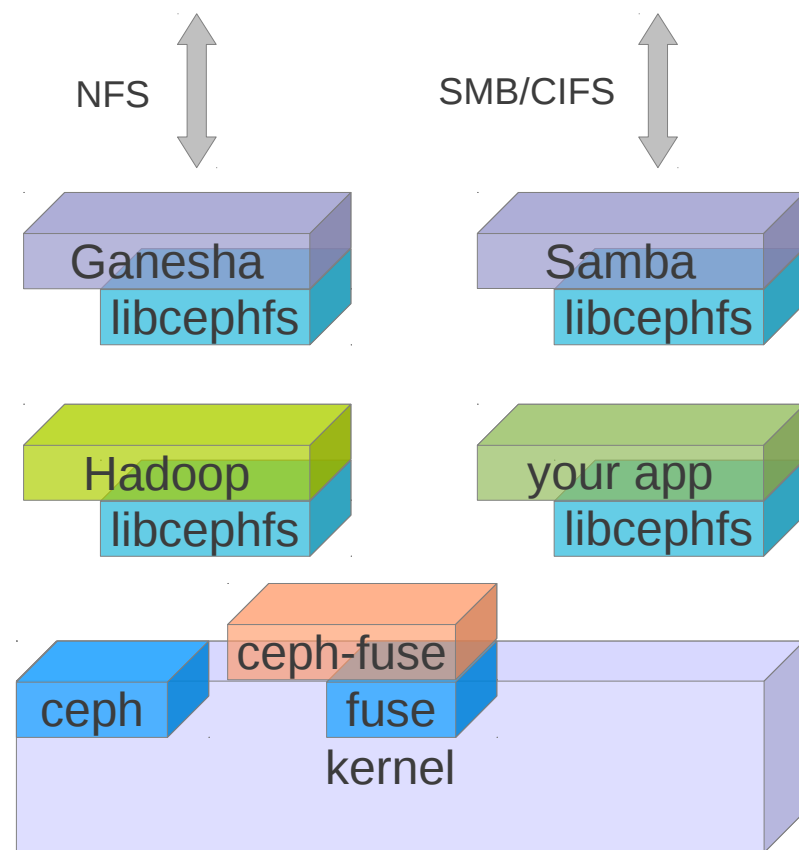 NFS
SMB/CIFS
Ganesha
libcephfs
Samba
libcephfs
Hadoop
libcephfs
your app
libcephfs
ceph-fuse
ceph
fuse
kernel